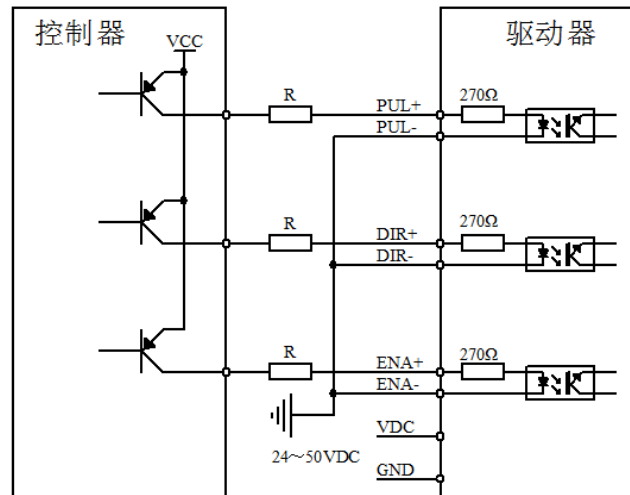 控制器
驱动器
VCC
R
PUL+
270Ω
PUL-
R
DIR+
270Ω
DIR-
R
ENA+
270Ω
ENA-
VDC
24～50VDC
GND